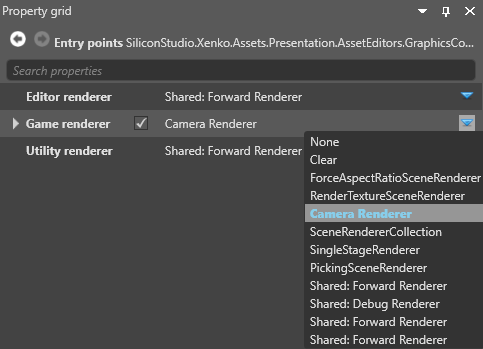 Property grid
Entry points SiliconStudio.Xenko.Assets.Presentation.AssetEditors.GraphicsCo...
Search properties
Editor renderer Shared: Forward Renderer
Game renderer Camera Renderer
Utility renderer Shared: Forward Renderer
None
Clear
ForceAspectRatioSceneRenderer
RenderTextureSceneRenderer
Camera Renderer
SceneRendererCollection
SingleStageRenderer
PickingSceneRenderer
Shared: Forward Renderer
Shared: Debug Renderer
Shared: Forward Renderer
Shared: Forward Renderer